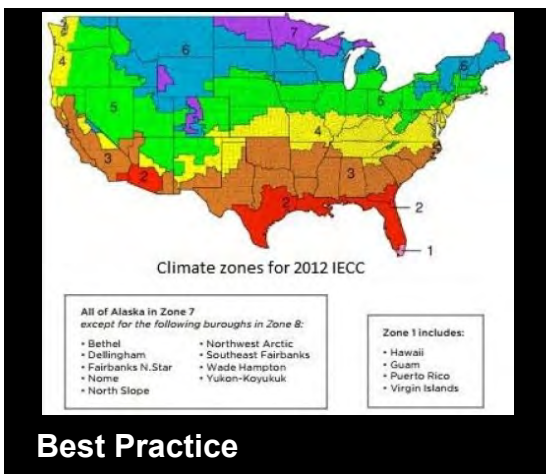 7
6
6
4
5
5
4
3
3
2
2
2
1
Climate zones for 2012 IECC
All of Alaska in Zone 7
except for the following buroughs in Zone 8:
• Bethel
• Dellingham
• Fairbanks N.Star
• Nome
• North Slope
• Northwest Arctic
• Southeast Fairbanks
• Wade Hampton
• Yukon-Koyukuk
Zone 1 includes:
• Hawaii
• Guam
• Puerto Rico
• Virgin Islands
Best Practice